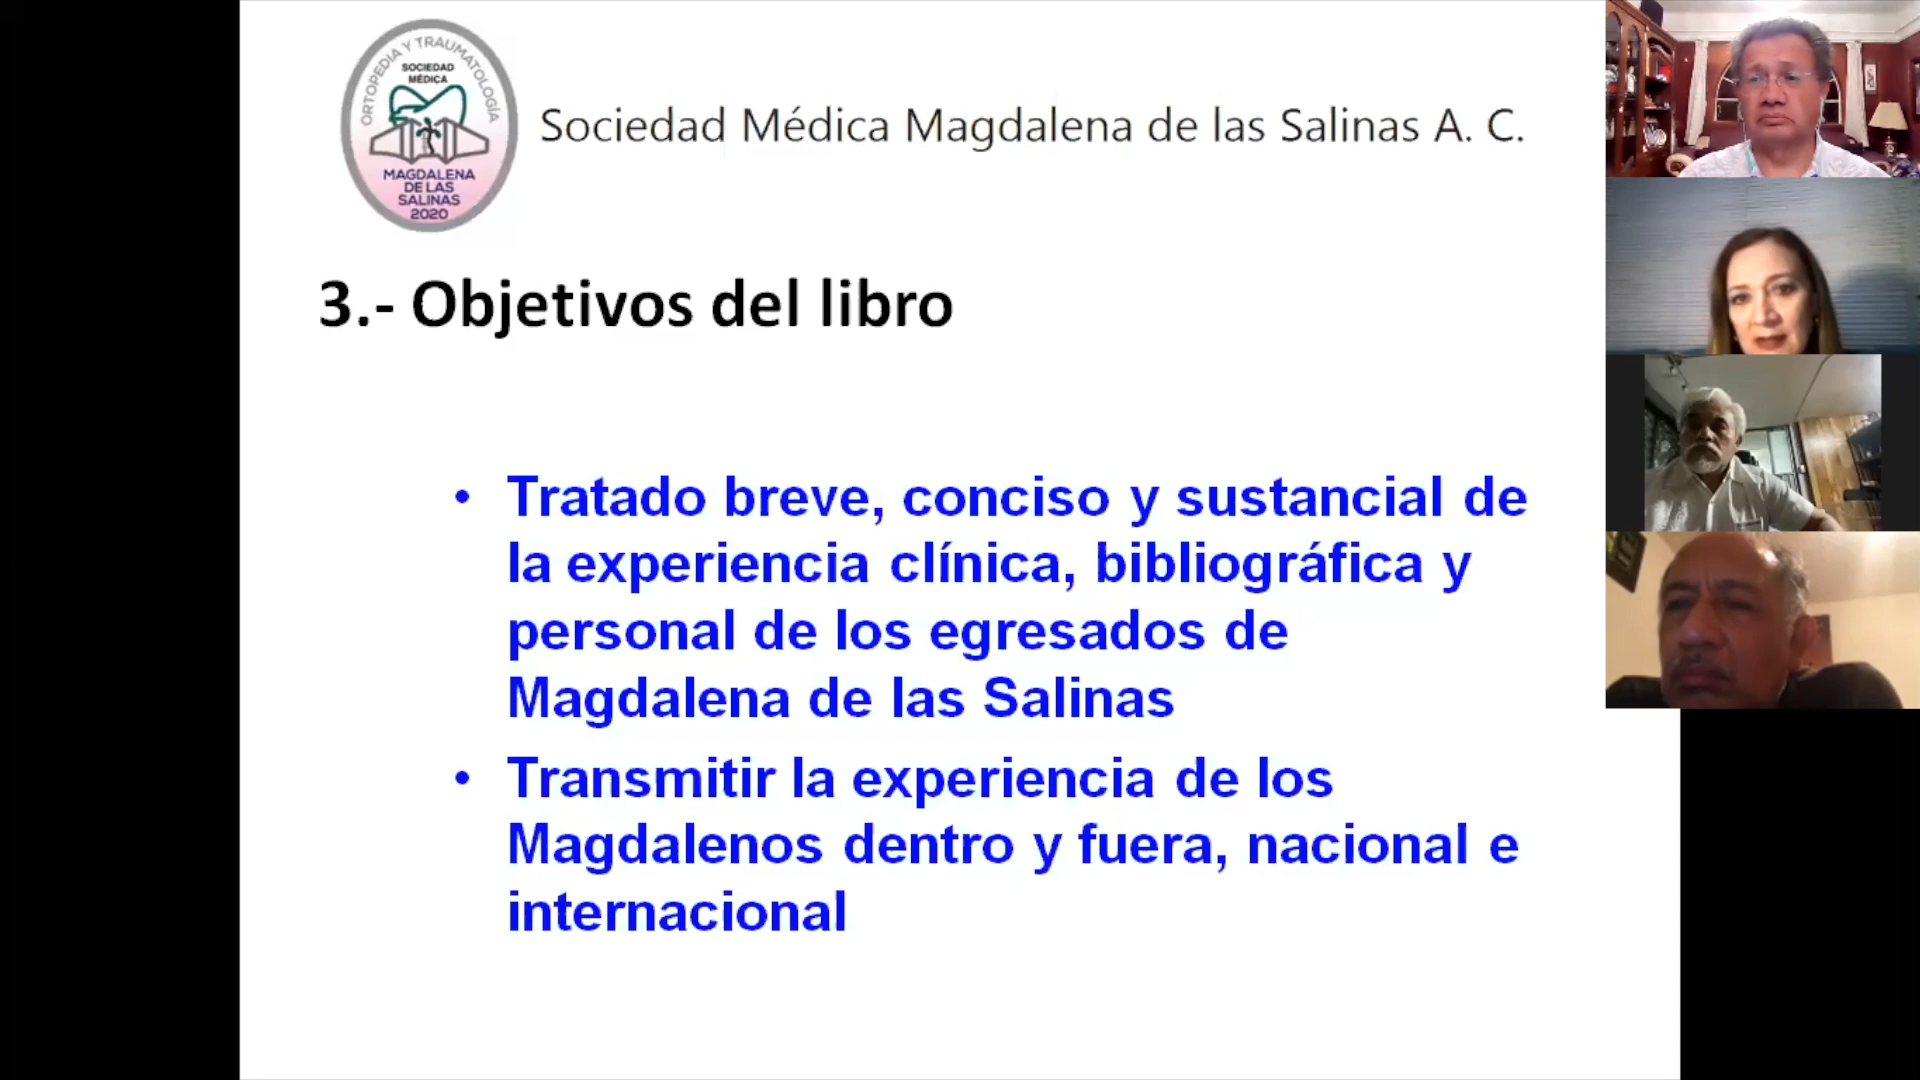 ORTOPEDIA Y TRAUMATOLOGÍA
SOCIEDAD
MÉDICA
MAGDALENA
DE LAS
SALINAS
2020
Sociedad Médica Magdalena de las Salinas A. C.
3.- Objetivos del libro
• Tratado breve, conciso y sustancial de
la experiencia clínica, bibliográfica y
personal de los egresados de
Magdalena de las Salinas
• Transmitir la experiencia de los
Magdalenos dentro y fuera, nacional e
internacional